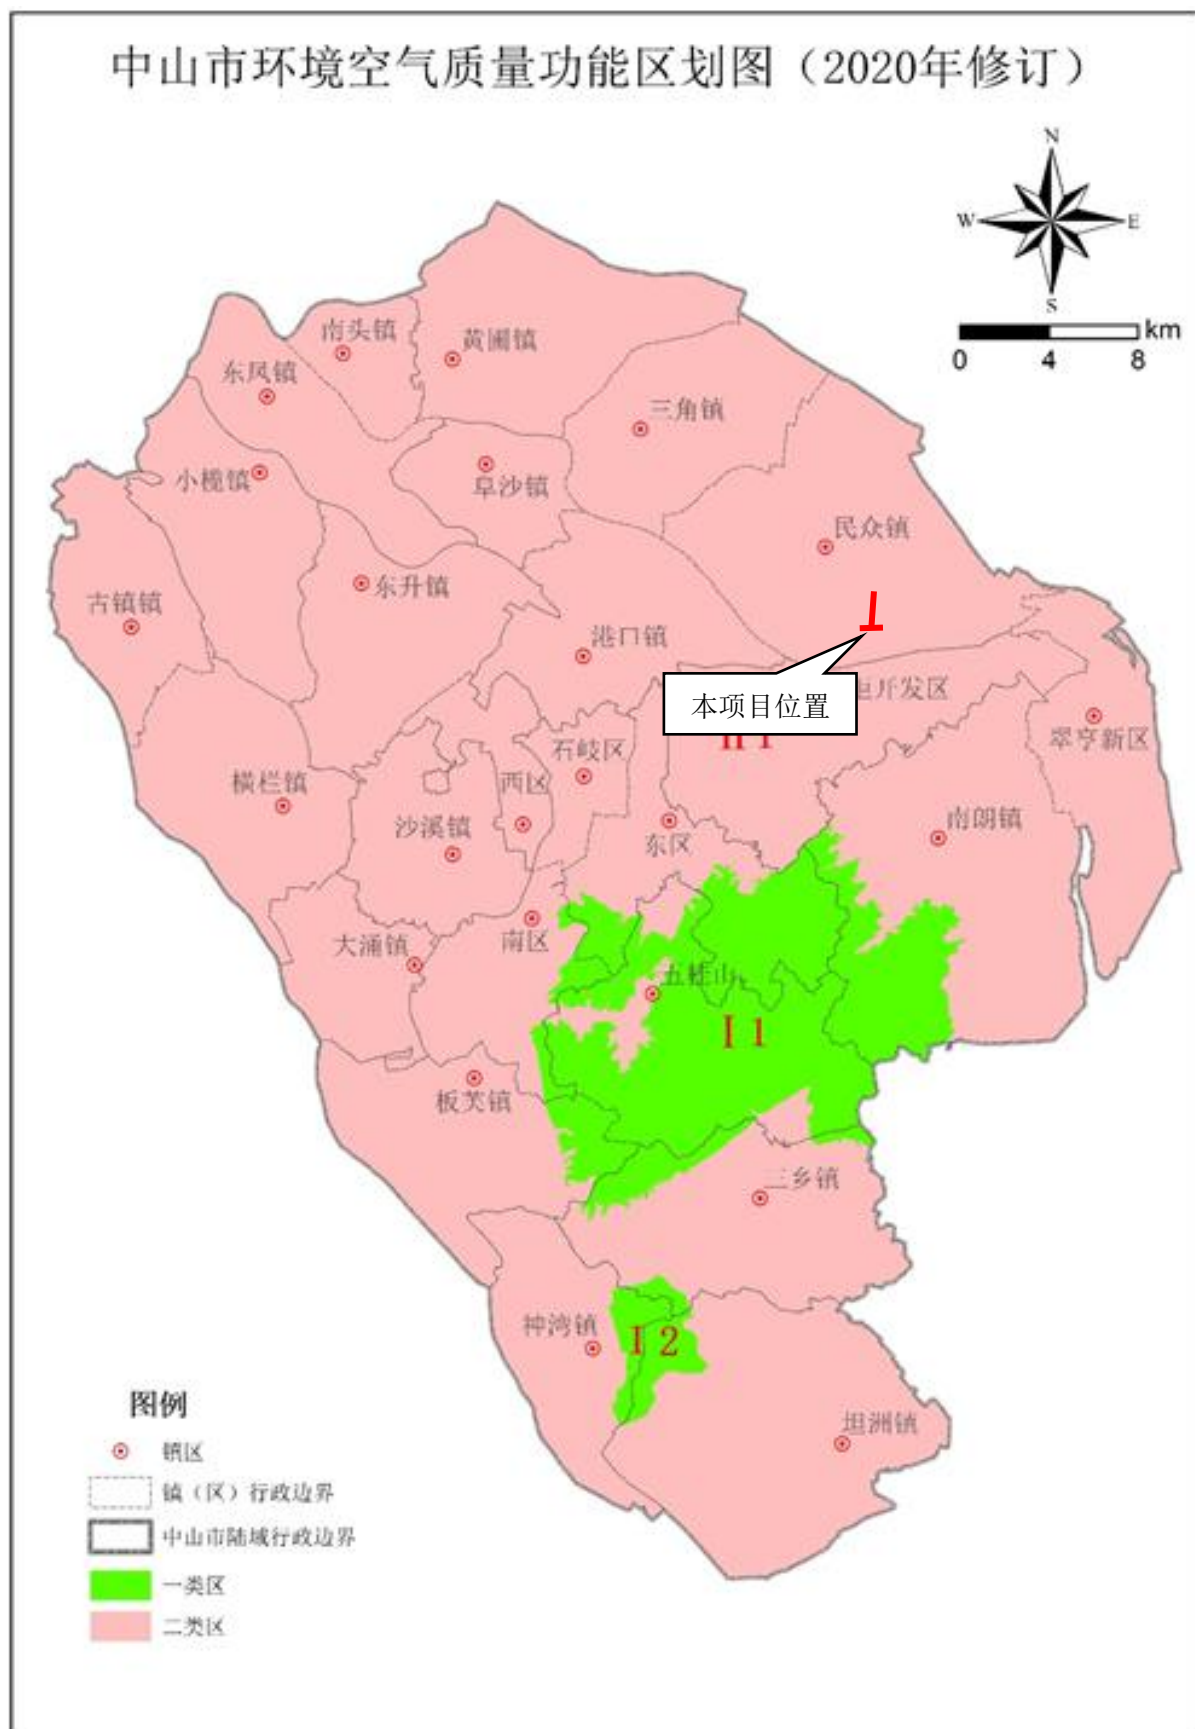 中山市环境空气质量功能区划图（2020年修订）
N
W
E
S
km
0
4
8
南头镇
黄圃镇
东凤镇
三角镇
小榄镇
阜沙镇
民众镇
东升镇
古镇镇
港口镇
炬开发区
本项目位置
II 1
翠亨新区
石岐区
西区
横栏镇
沙溪镇
东区
南朗镇
南区
大涌镇
五桂山
I 1
板芙镇
三乡镇
神湾镇
I 2
坦洲镇
图例
镇区
镇（区）行政边界
中山市陆域行政边界
一类区
二类区